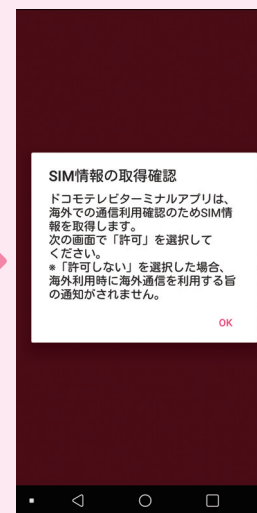 SIM情報の取得確認
ドコモテレビターミナルアプリは、
海外での通信利用確認のためSIM情
報を取得します。
次の画面で「許可」を選択して
ください。
※「許可しない」を選択した場合、
海外利用時に海外通信を利用する旨
の通知がされません。
OK